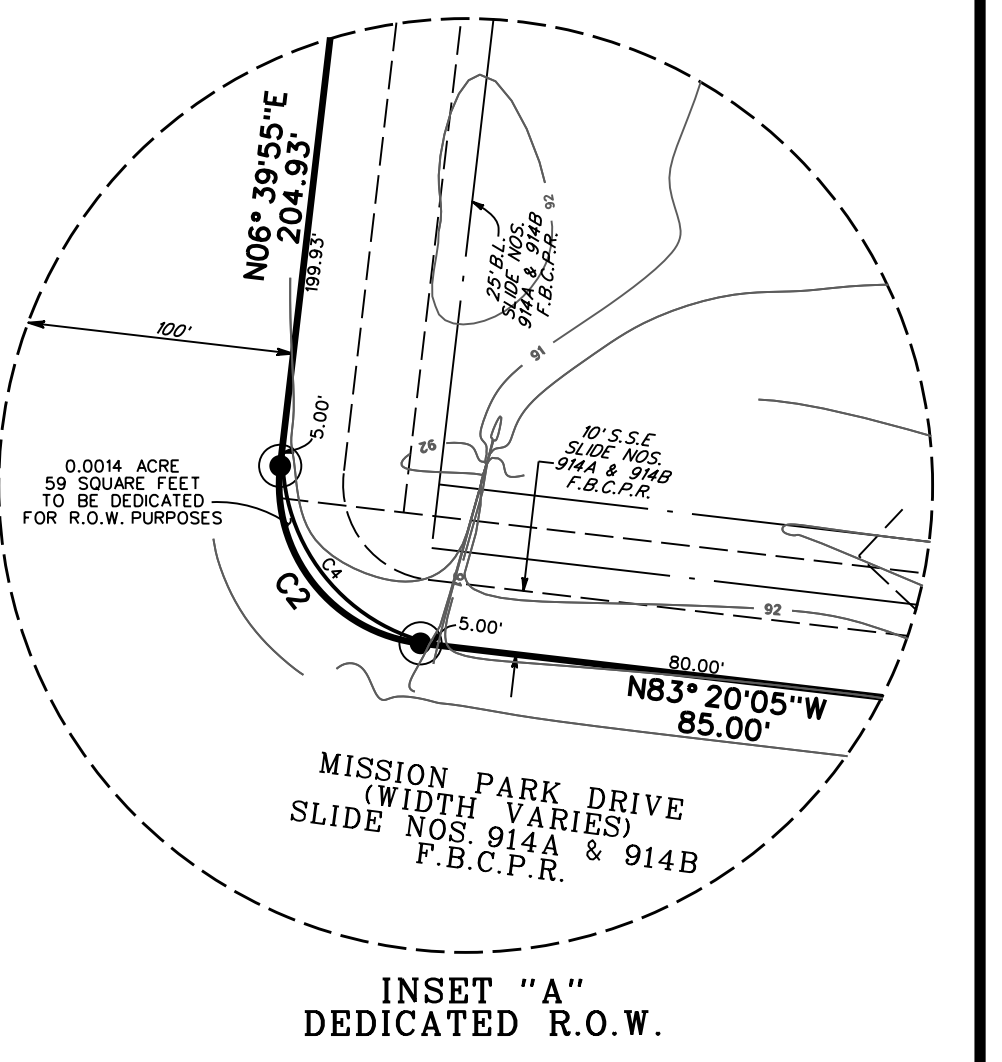 N06° 39'55"E
204.93'
199.93'
92
25' B.L.
SLIDE NOS.
914A & 914B
F.B.C.P.R.
100'
91
5.00'
92
10' S.S.E
SLIDE NOS.
914A & 914B
F.B.C.P.R.
0.0014 ACRE
59 SQUARE FEET
TO BE DEDICATED
FOR R.O.W. PURPOSES
C4
C2
91
92
5.00'
80.00'
N83° 20'05"W
85.00'
MISSION PARK DRIVE
(WIDTH VARIES)
SLIDE NOS. 914A & 914B
F.B.C.P.R.
INSET "A"
DEDICATED R.O.W.